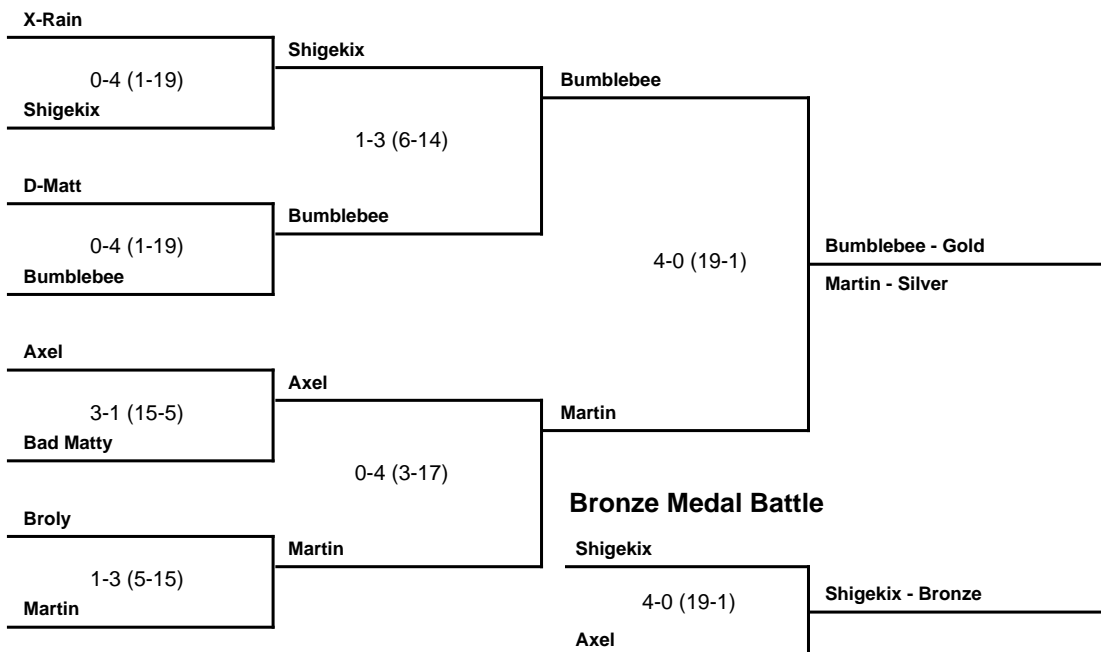 X-Rain
0-4 (1-19)
Shigekix
D-Matt
0-4 (1-19)
Bumblebee
Axel
3-1 (15-5)
Bad Matty
Broly
1-3 (5-15)
Martin
Shigekix
1-3 (6-14)
Bumblebee
Axel
0-4 (3-17)
Martin
Bumblebee
4-0 (19-1)
Martin
Bumblebee - Gold
Martin - Silver
Bronze Medal Battle
Shigekix
4-0 (19-1)
Axel
Shigekix - Bronze